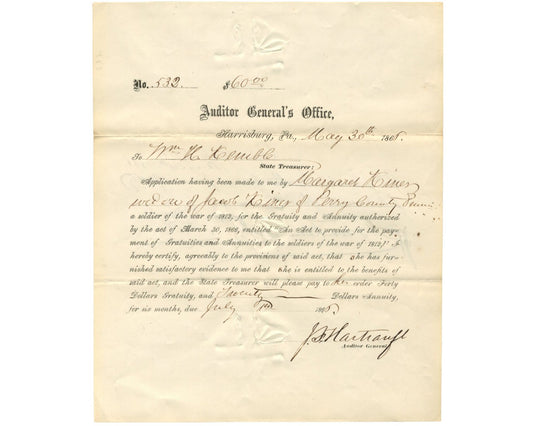 No. 532 $60.00
Auditor General's Office,
Harrisburg, Pa., May 30th 1868.
To Wm H Kemble
State Treasurer:
Application having been made to me by Margaret Kiner
widow of Jacob Kiner of Perry County Penna
a soldier of the war of 1812, for the Gratuity and Annuity authorized
by the act of March 30, 1866, entitled "An Act to provide for the pay-
ment of Gratuities and Annuities to the soldiers of the war of 1812," I
hereby certify, agreeably to the provisions of said act, that she has fur-
nished satisfactory evidence to me that she is entitled to the benefits of
said act, and the State Treasurer will please pay to her order Forty
Dollars Gratuity, and Twenty Dollars Annuity,
for six months, due July 1st 1868.
J. F. Hartranft
Auditor General